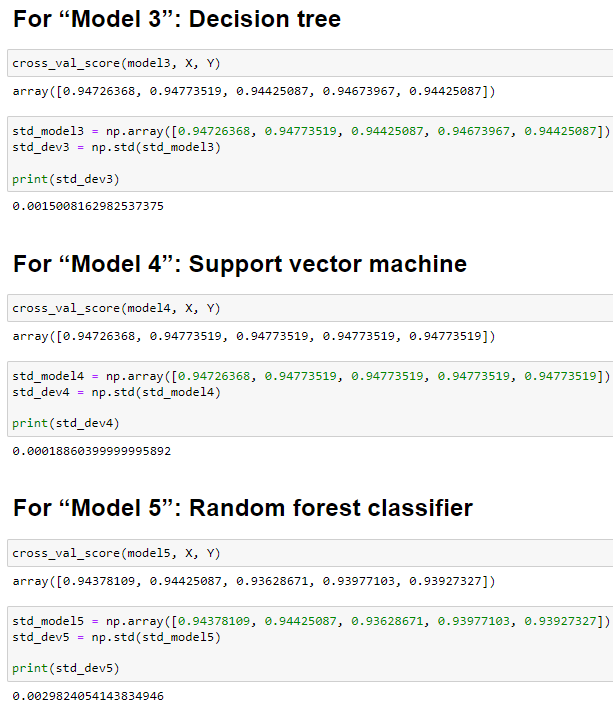 For “Model 3”: Decision tree
cross_val_score(model3, X, Y)
array([0.94726368, 0.94773519, 0.94425087, 0.94673967, 0.94425087])
std_model3 = np.array([0.94726368, 0.94773519, 0.94425087, 0.94673967, 0.94425087])
std_dev3 = np.std(std_model3)
print(std_dev3)
0.0015008162982537375
For “Model 4”: Support vector machine
cross_val_score(model4, X, Y)
array([0.94726368, 0.94773519, 0.94773519, 0.94773519, 0.94773519])
std_model4 = np.array([0.94726368, 0.94773519, 0.94773519, 0.94773519, 0.94773519])
std_dev4 = np.std(std_model4)
print(std_dev4)
0.00018860399999995892
For “Model 5”: Random forest classifier
cross_val_score(model5, X, Y)
array([0.94378109, 0.94425087, 0.93628671, 0.93977103, 0.93927327])
std_model5 = np.array([0.94378109, 0.94425087, 0.93628671, 0.93977103, 0.93927327])
std_dev5 = np.std(std_model5)
print(std_dev5)
0.0029824054143834946